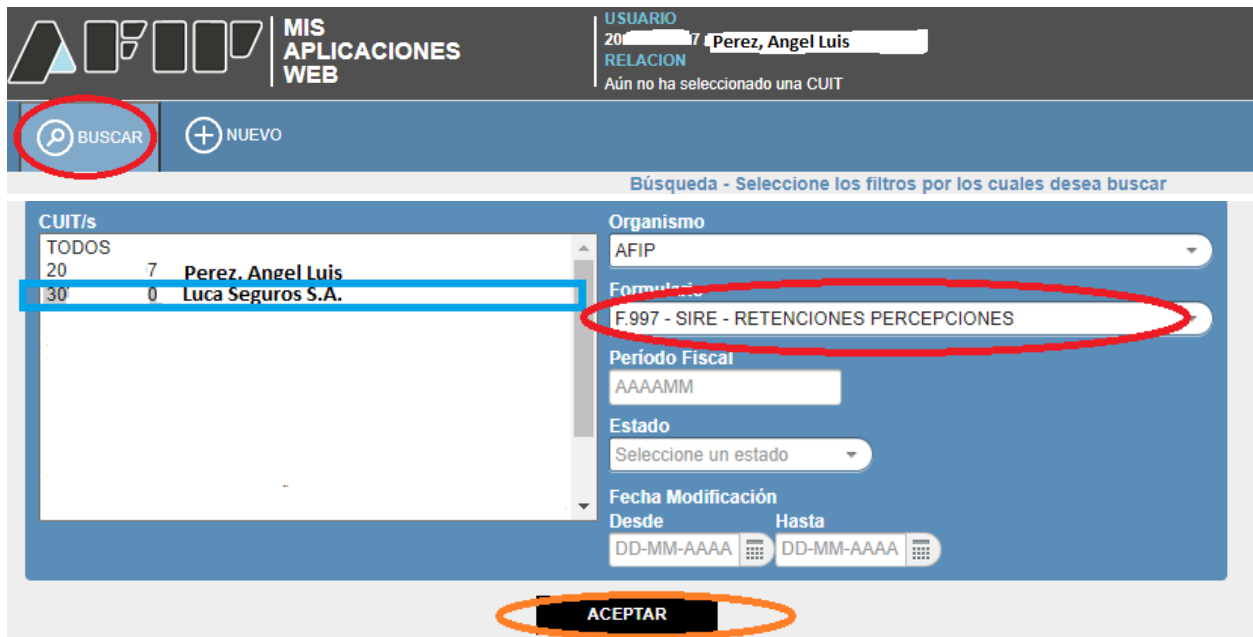 AFIP
MIS
APLICACIONES
WEB
USUARIO
20 7 Perez, Angel Luis
RELACION
Aún no ha seleccionado una CUIT
BUSCAR
NUEVO
Búsqueda - Seleccione los filtros por los cuales desea buscar
CUIT/s
TODOS
20 7 Perez, Angel Luis
30 0 Luca Seguros S.A.
Organismo
AFIP
Formulario
F.997 - SIRE - RETENCIONES PERCEPCIONES
Período Fiscal
AAAAMM
Estado
Seleccione un estado
Fecha Modificación
Desde Hasta
DD-MM-AAAA DD-MM-AAAA
ACEPTAR